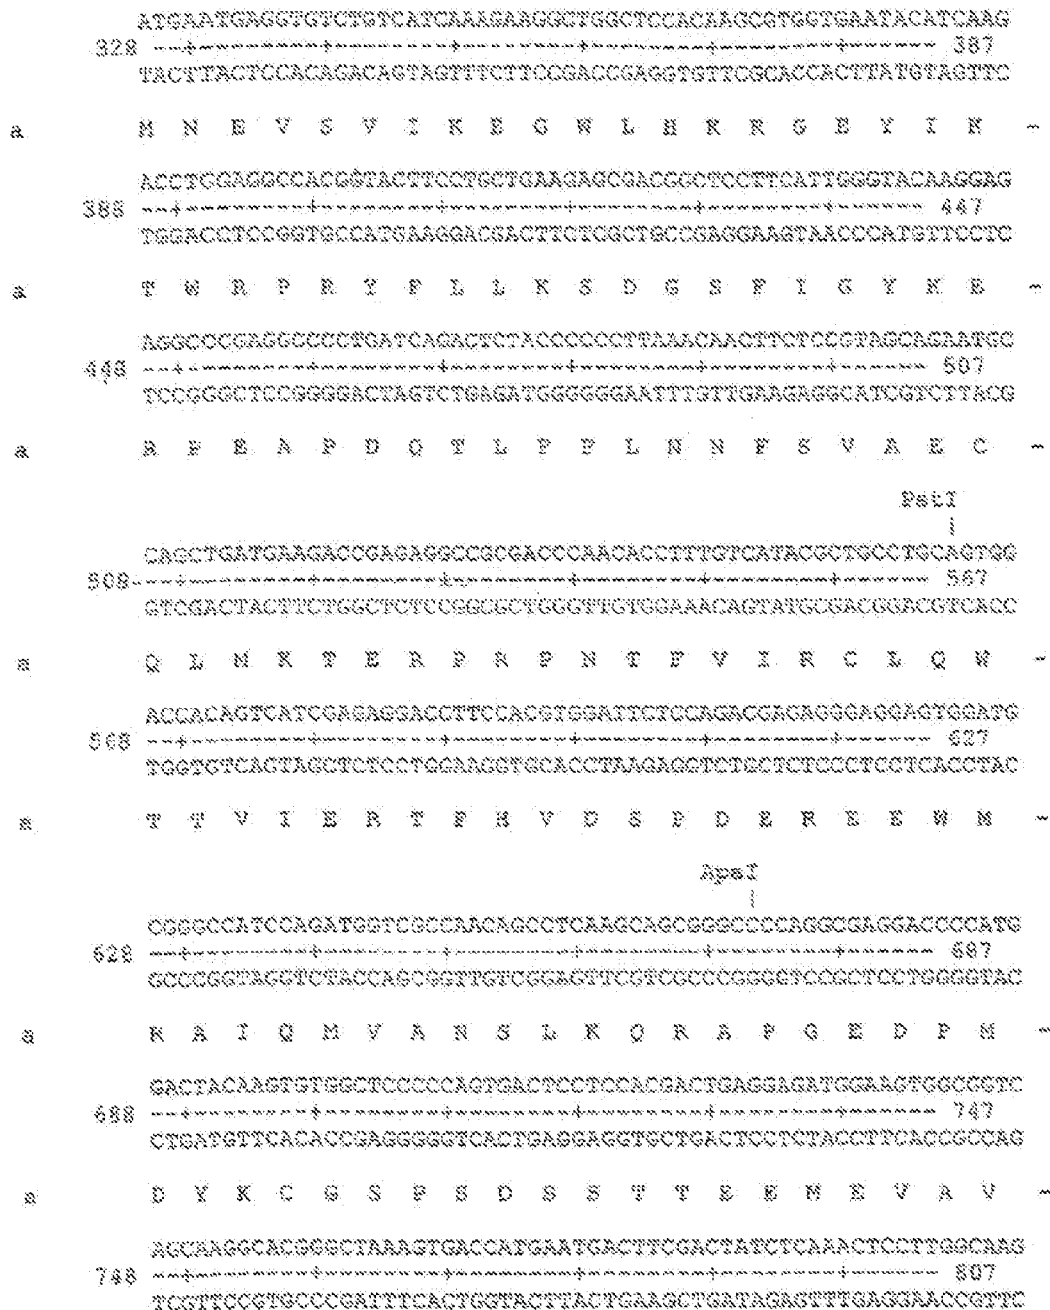 ATGAATGAGGTGTCTGTCATCAAAGAAGGCTGGCTCCACAAGCGTGGTGAATACATCAAG
328 --+---------+---------+---------+---------+---------+------- 387
TACTTACTCCACAGACAGTAGTTTCTTCCGACCGAGGTGTTCGCACCACTTATGTAGTTC
a M N E V S V I K E G W L H K R G E Y I K -
ACCTGGAGGCCACGGTACTTCCTGCTGAAGAGCGACGGCTCCTTCATTGGGTACAAGGAG
388 --+---------+---------+---------+---------+---------+------- 447
TGGACCTCCGGTGCCATGAAGGACGACTTCTCGCTGCCGAGGAAGTAACCCATGTTCCTC
a T W R P R Y F L L K S D G S F I G Y K E -
AGGCCCGAGGCCCCTGATCAGACTCTACCCCCCTTAAACAACTTCTCCGTAGCAGAATGC
448 --+---------+---------+---------+---------+---------+------- 507
TCCGGGCTCCGGGGACTAGTCTGAGATGGGGGGAATTTGTTGAAGAGGCATCGTCTTACG
a R P E A P D Q T L P P L N N F S V A E C -
PstI
|
CAGCTGATGAAGACCGAGAGGCCGCGACCCAACACCTTTGTCATACGCTGCCTGCAGTGG
508 --+---------+---------+---------+---------+---------+------- 567
GTCGACTACTTCTGGCTCTCCGGCGCTGGGTTGTGGAAACAGTATGCGACGGACGTCACC
a Q L M K T E R P R P N T F V I R C L Q W -
ACCACAGTCATCGAGAGGACCTTCCACGTGGATTCTCCAGACGAGAGGGAGGAGTGGATG
568 --+---------+---------+---------+---------+---------+------- 627
TGGTGTCAGTAGCTCTCCTGGAAGGTGCACCTAAGAGGTCTGCTCTCCCTCCTCACCTAC
a T T V I E R T F H V D S P D E R E E W M -
ApaI
|
CGGGCCATCCAGATGGTCGCCAACAGCCTCAAGCAGCGGGCCCCAGGCGAGGACCCCATG
628 --+---------+---------+---------+---------+---------+------- 687
GCCCGGTAGGTCTACCAGCGGTTGTCGGAGTTCGTCGCCCGGGGTCCGCTCCTGGGGTAC
a R A I Q M V A N S L K Q R A P G E D P M -
GACTACAAGTGTGGCTCCCCCAGTGACTCCTCCACGACTGAGGAGATGGAAGTGGCGGTC
688 --+---------+---------+---------+---------+---------+------- 747
CTGATGTTCACACCGAGGGGGTCACTGAGGAGGTGCTGACTCCTCTACCTTCACCGCCAG
a D Y K C G S P S D S S T T E E M E V A V -
AGCAAGGCACGGGCTAAAGTGACCATGAATGACTTCGACTATCTCAAACTCCTTGGCAAG
748 --+---------+---------+---------+---------+---------+------- 807
TCGTTCCGTGCCCGATTTCACTGGTACTTACTGAAGCTGATAGAGTTTGAGGAACCGTTC